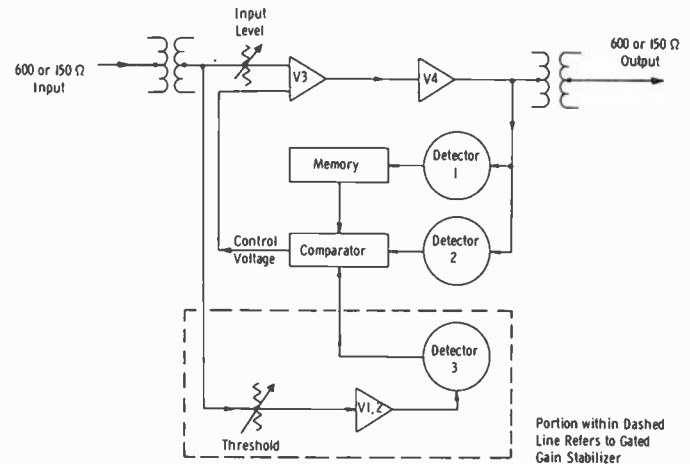 Input
Level
600 or 150 Ω
Input
V3
V4
600 or 150 Ω
Output
Memory
Detector
1
Control
Voltage
Comparator
Detector
2
Detector
3
V1, 2
Threshold
Portion within Dashed
Line Refers to Gated
Gain Stabilizer